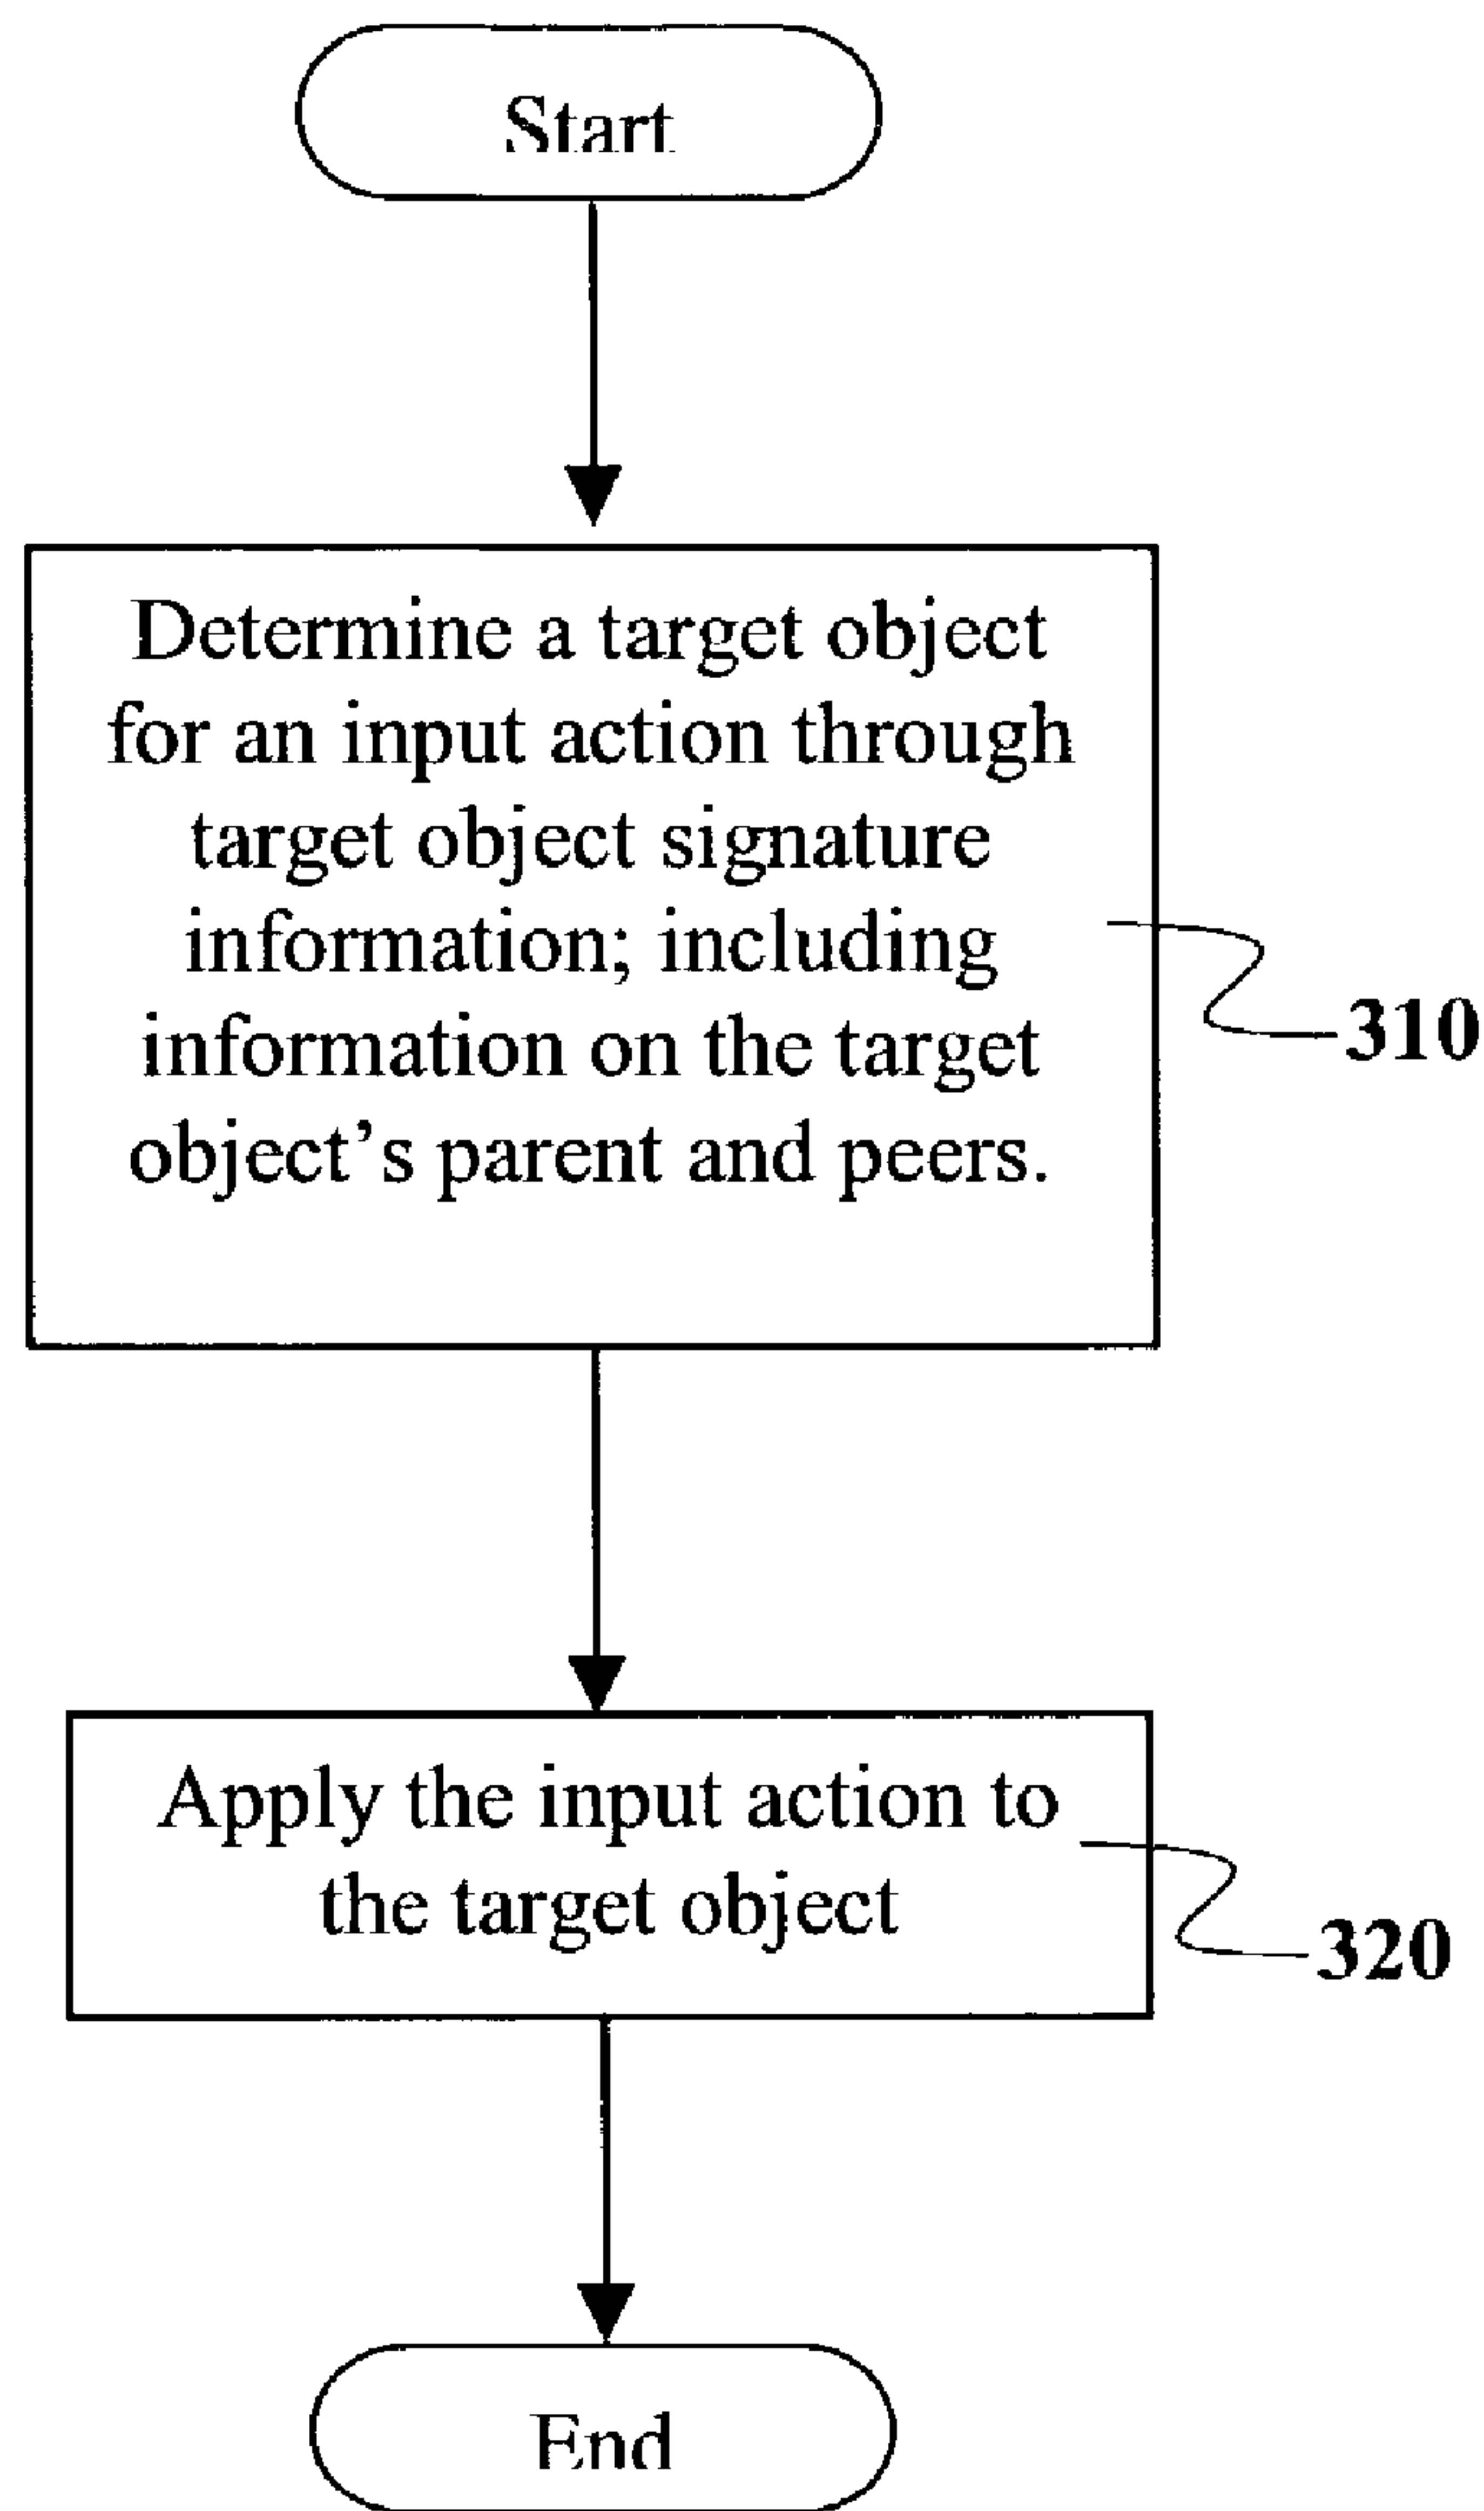 Start
Determine a target object
for an input action through
target object signature
information; including
information on the target
object’s parent and peers.
310
Apply the input action to
the target object
320
End